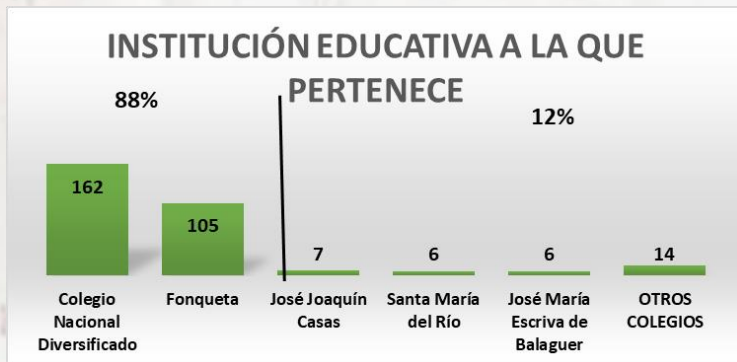 INSTITUCIÓN EDUCATIVA A LA QUE
PERTENECE
88%
12%
162
105
7
6
6
14
Colegio
Nacional
Diversificado
Fonqueta
José Joaquín
Casas
Santa María
del Río
José María
Escriva de
Balaguer
OTROS
COLEGIOS